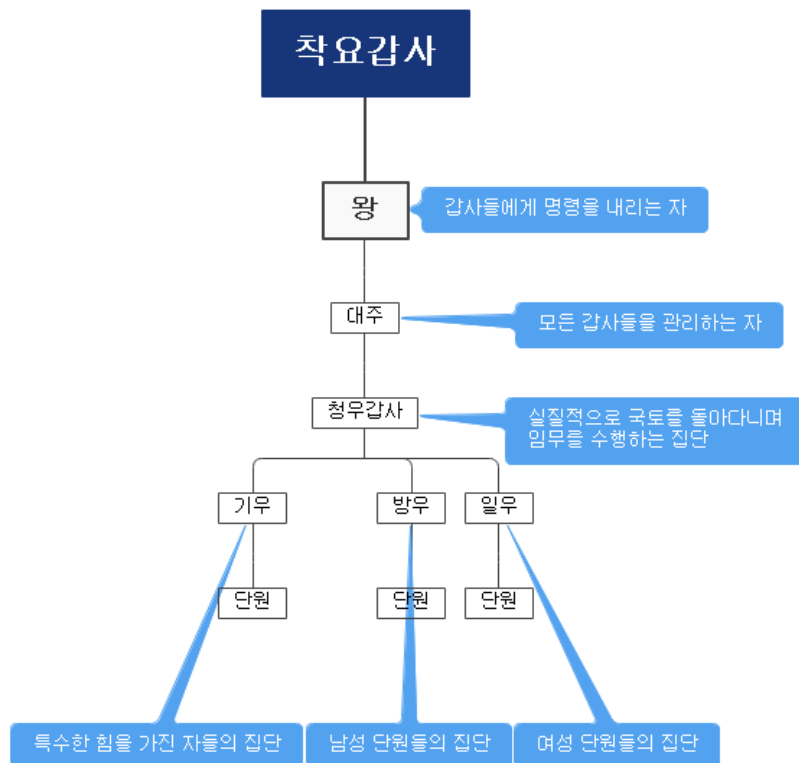 착요갑사
왕
갑사들에게 명령을 내리는 자
대주
모든 갑사들을 관리하는 자
청우갑사
실질적으로 국토를 돌아다니며
임무를 수행하는 집단
기우
방우
일우
단원
단원
단원
특수한 힘을 가진 자들의 집단
남성 단원들의 집단
여성 단원들의 집단